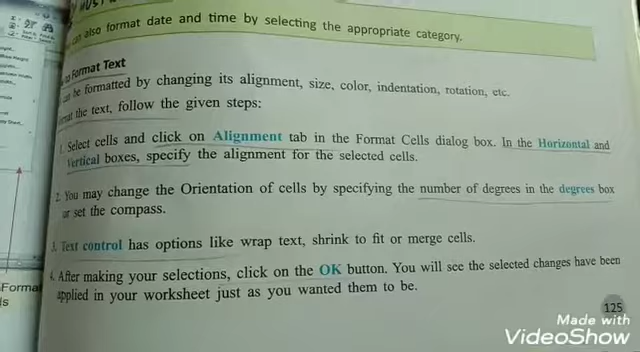 MUST
can also format date and time by selecting the appropriate category.
to Format Text
can be formatted by changing its alignment, size, color, indentation, rotation, etc.
format the text, follow the given steps:
1. Select cells and click on Alignment tab in the Format Cells dialog box. In the Horizontal and
Vertical boxes, specify the alignment for the selected cells.
2. You may change the Orientation of cells by specifying the number of degrees in the degrees box
or set the compass.
3. Text control has options like wrap text, shrink to fit or merge cells.
4. After making your selections, click on the OK button. You will see the selected changes have been
applied in your worksheet just as you wanted them to be.
Forma
ls
125
Made with
VideoShow